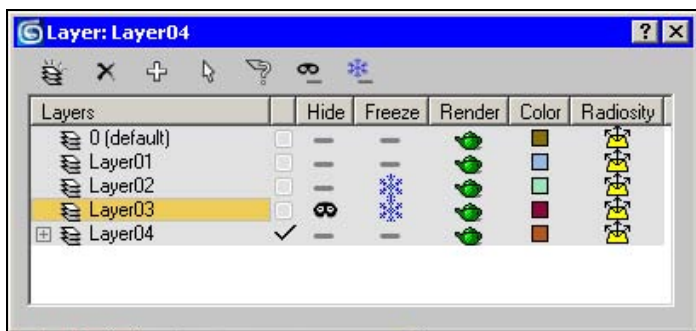 Layer: Layer04
Layers Hide Freeze Render Color Radiosity
0 (default)
Layer01
Layer02
Layer03
Layer04